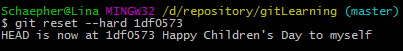 Schaepher@Lina MINGW32 /d/repository/gitLearning (master)
$ git reset --hard 1df0573
HEAD is now at 1df0573 Happy Children's Day to myself